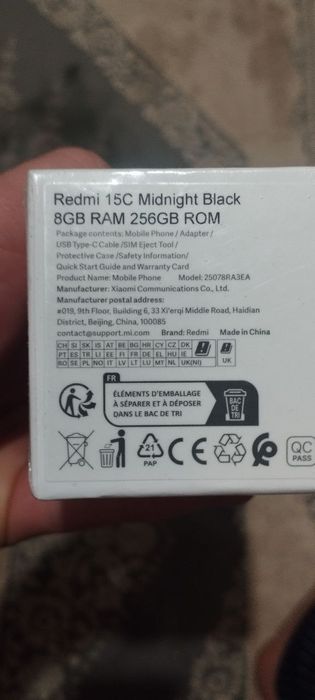 Redmi 15C Midnight Black
8GB RAM 256GB ROM
Package contents: Mobile Phone / Adapter /
USB Type-C Cable /SIM Eject Tool /
Protective Case /Safety Information/
Quick Start Guide and Warranty Card
Product Name: Mobile Phone Model: 25078RA3EA
Manufacturer: Xiaomi Communications Co., Ltd.
Manufacturer postal address:
#019, 9th Floor, Building 6, 33 Xi'erqi Middle Road, Haidian
District, Beijing, China, 100085
contact@support.mi.com Brand: Redmi Made in China
CH SI SK IS AT BE BG HR CY CZ DK
PT ES TR LI EE FI FR DE EL HU IE
RO SE PL NO IT LV LT LU MT NL UK(NI)
UK
FR
ÉLÉMENTS D'EMBALLAGE
À SÉPARER ET À DÉPOSER
DANS LE BAC DE TRI
BAC
DE
TRI
21
PAP
CE
QC
PASS